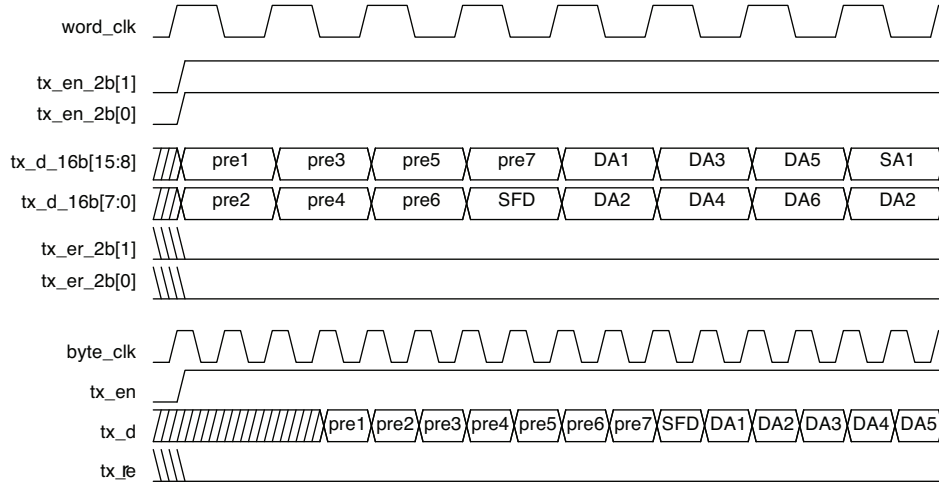 word_clk
tx_en_2b[1]
tx_en_2b[0]
tx_d_16b[15:8] pre1 pre3 pre5 pre7 DA1 DA3 DA5 SA1
tx_d_16b[7:0] pre2 pre4 pre6 SFD DA2 DA4 DA6 DA2
tx_er_2b[1]
tx_er_2b[0]
byte_clk
tx_en
tx_d pre1 pre2 pre3 pre4 pre5 pre6 pre7 SFD DA1 DA2 DA3 DA4 DA5